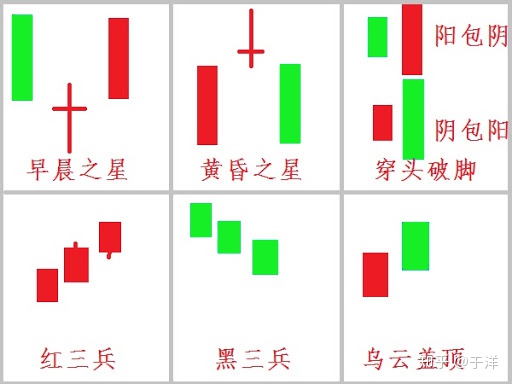 早晨之星
黄昏之星
阳包阴
阴包阳
穿头破脚
红三兵
黑三兵
乌云盖顶
知乎 @于洋